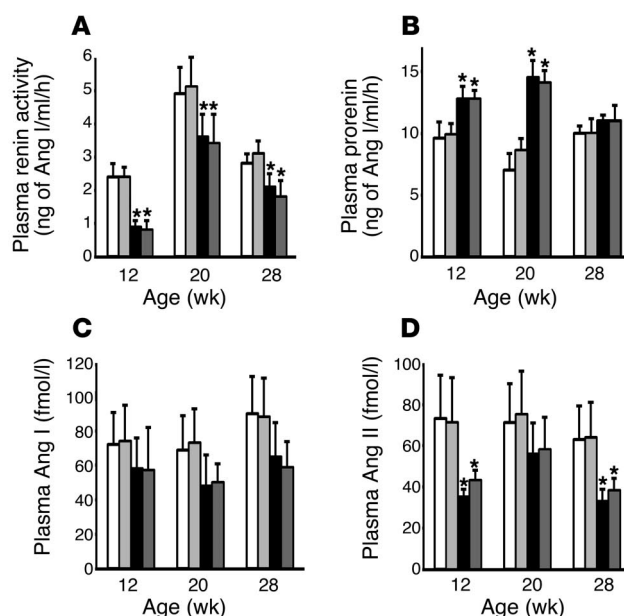 A
Plasma renin activity
(ng of Ang I/ml/h)
6
5
4
3
2
1
0
**
**
* *
12 20 28
Age (wk)
B
Plasma prorenin
(ng of Ang I/ml/h)
15
10
5
0
* *
* *
12 20 28
Age (wk)
C
Plasma Ang I (fmol/l)
120
100
80
60
40
20
0
12 20 28
Age (wk)
D
Plasma Ang II (fmol/l)
100
80
60
40
20
0
* *
* *
12 20 28
Age (wk)